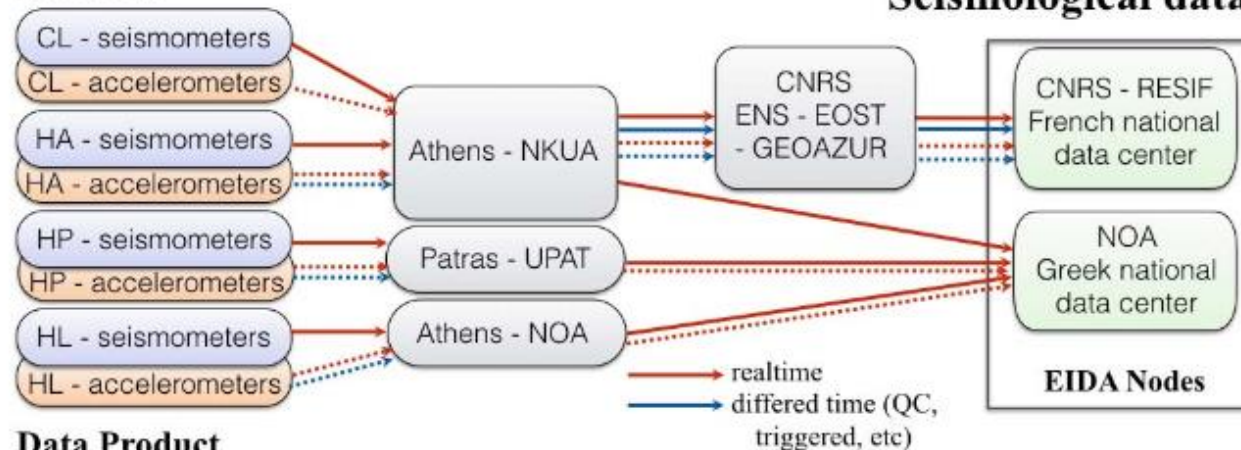 Seismological data
CL - seismometers
CL - accelerometers
HA - seismometers
HA - accelerometers
HP - seismometers
HP - accelerometers
HL - seismometers
HL - accelerometers
Athens - NKUA
Patras - UPAT
Athens - NOA
CNRS
ENS - EOST
- GEOAZUR
CNRS - RESIF
French national
data center
NOA
Greek national
data center
EIDA Nodes
realtime
differed time (QC,
triggered, etc)
Data Product